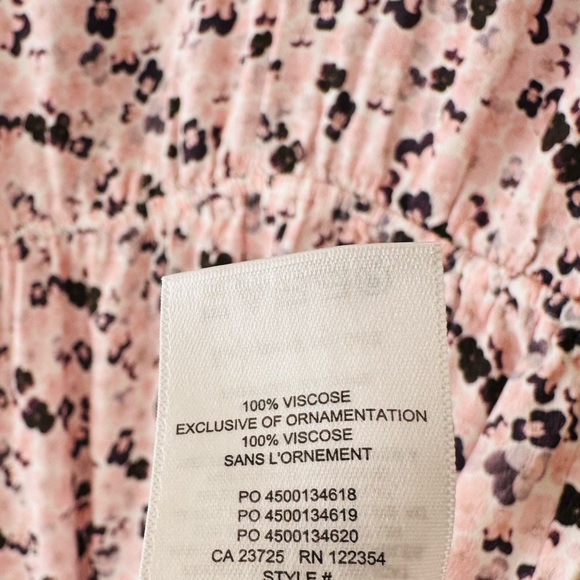 100% VISCOSE
EXCLUSIVE OF ORNAMENTATION
100% VISCOSE
SANS L'ORNEMENT
PO 4500134618
PO 4500134619
PO 4500134620
CA 23725 RN 122354
STYLE #